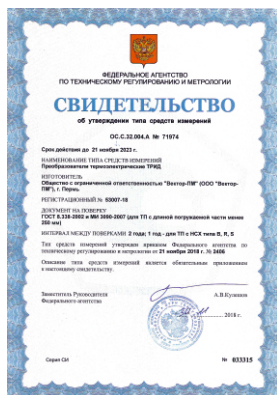 ФЕДЕРАЛЬНОЕ АГЕНТСТВО
ПО ТЕХНИЧЕСКОМУ РЕГУЛИРОВАНИЮ И МЕТРОЛОГИИ
СВИДЕТЕЛЬСТВО
об утверждении типа средств измерений
ОС.С.32.004.А № 71974
Срок действия до 21 ноября 2023 г.
НАИМЕНОВАНИЕ ТИПА СРЕДСТВ ИЗМЕРЕНИЙ
Преобразователи термоэлектрические ТРИД
ИЗГОТОВИТЕЛЬ
Общество с ограниченной ответственностью "Вектор-ПМ" (ООО "Вектор-
ПМ"), г. Пермь
РЕГИСТРАЦИОННЫЙ № 53007-18
ДОКУМЕНТ НА ПОВЕРКУ
ГОСТ 8.338-2002 и МИ 3090-2007 (для ТП с длиной погружаемой части менее
250 мм)
ИНТЕРВАЛ МЕЖДУ ПОВЕРКАМИ 2 года; 1 год - для ТП с НСХ типа B, R, S
Тип средств измерений утвержден приказом Федерального агентства по
техническому регулированию и метрологии от 21 ноября 2018 г. № 2406
Описание типа средств измерений является обязательным приложением
к настоящему свидетельству.
Заместитель Руководителя
Федерального агентства
А.В.Кулешов
2018 г.
Серия СИ
№ 033315